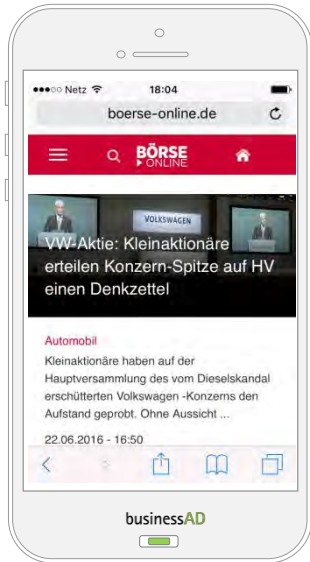 Netz 18:04
boerse-online.de
BÖRSE
ONLINE
VOLKSWAGEN
VW-Aktie: Kleinaktionäre
erteilen Konzern-Spitze auf HV
einen Denkzettel
Automobil
Kleinaktionäre haben auf der
Hauptversammlung des vom Dieselskandal
erschütterten Volkswagen -Konzerns den
Aufstand geprobt. Ohne Aussicht ...
22.06.2016 - 16:50
businessAD